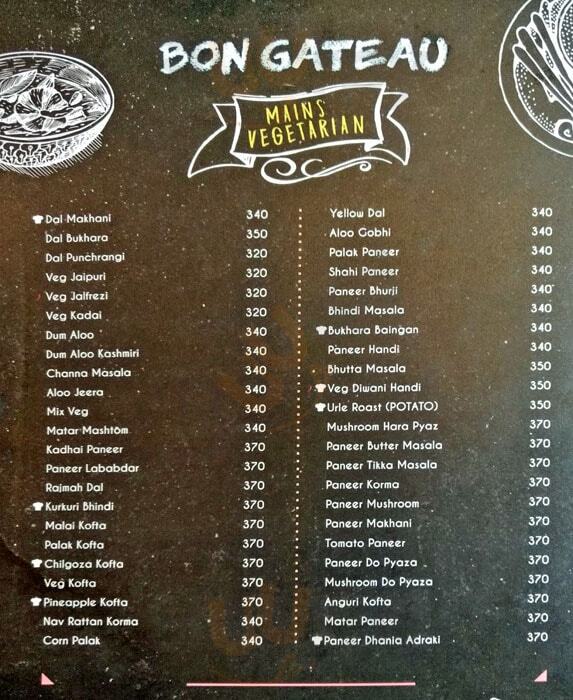 BON GATEAU
MAINS
VEGETARIAN
Dal Makhani 340
Dal Bukhara 350
Dal Punchrangi 320
Veg Jaipuri 320
Veg Jalfrezi 320
Veg Kadai 320
Dum Aloo 340
Dum Aloo Kashmiri 340
Channa Masala 340
Aloo Jeera 340
Mix Veg 340
Matar Mashtom 340
Kadhai Paneer 370
Paneer Lababdar 370
Rajmah Dal 370
Kurkuri Bhindi 370
Malai Kofta 370
Palak Kofta 370
Chilgoza Kofta 370
Veg Kofta 370
Pineapple Kofta 370
Nav Rattan Korma 340
Corn Palak 340
Yellow Dal 340
Aloo Gobhi 340
Palak Paneer 340
Shahi Paneer 340
Paneer Bhurji 340
Bhindi Masala 340
Bukhara Baingan 340
Paneer Handi 340
Bhutta Masala 350
Veg Diwani Handi 350
Urle Roast (POTATO) 350
Mushroom Hara Pyaz 370
Paneer Butter Masala 370
Paneer Tikka Masala 370
Paneer Korma 370
Paneer Mushroom 370
Paneer Makhani 370
Tomato Paneer 370
Paneer Do Pyaza 370
Mushroom Do Pyaza 370
Anguri Kofta 370
Matar Paneer 370
Paneer Dhania Adraki 370